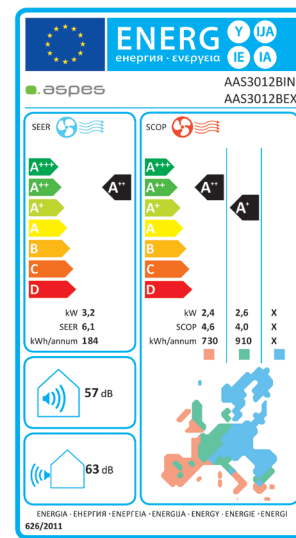 ENERG Y IJA
енергия · ενεργεια IE IA
aspes
AAS3012BIN
AAS3012BEX
SEER
SCOP
A+++
A++
A+
A
B
C
D
A++
kW 3,2
SEER 6,1
kWh/annum 184
A+++
A++
A+
A
B
C
D
A++
A+
kW 2,4 2,6 X
SCOP 4,6 4,0 X
kWh/annum 730 910 X
57 dB
63 dB
ENERGIA · ЕНЕРГИЯ · ΕΝΕΡΓΕΙΑ · ENERGIJA · ENERGY · ENERGIE · ENERGI
626/2011